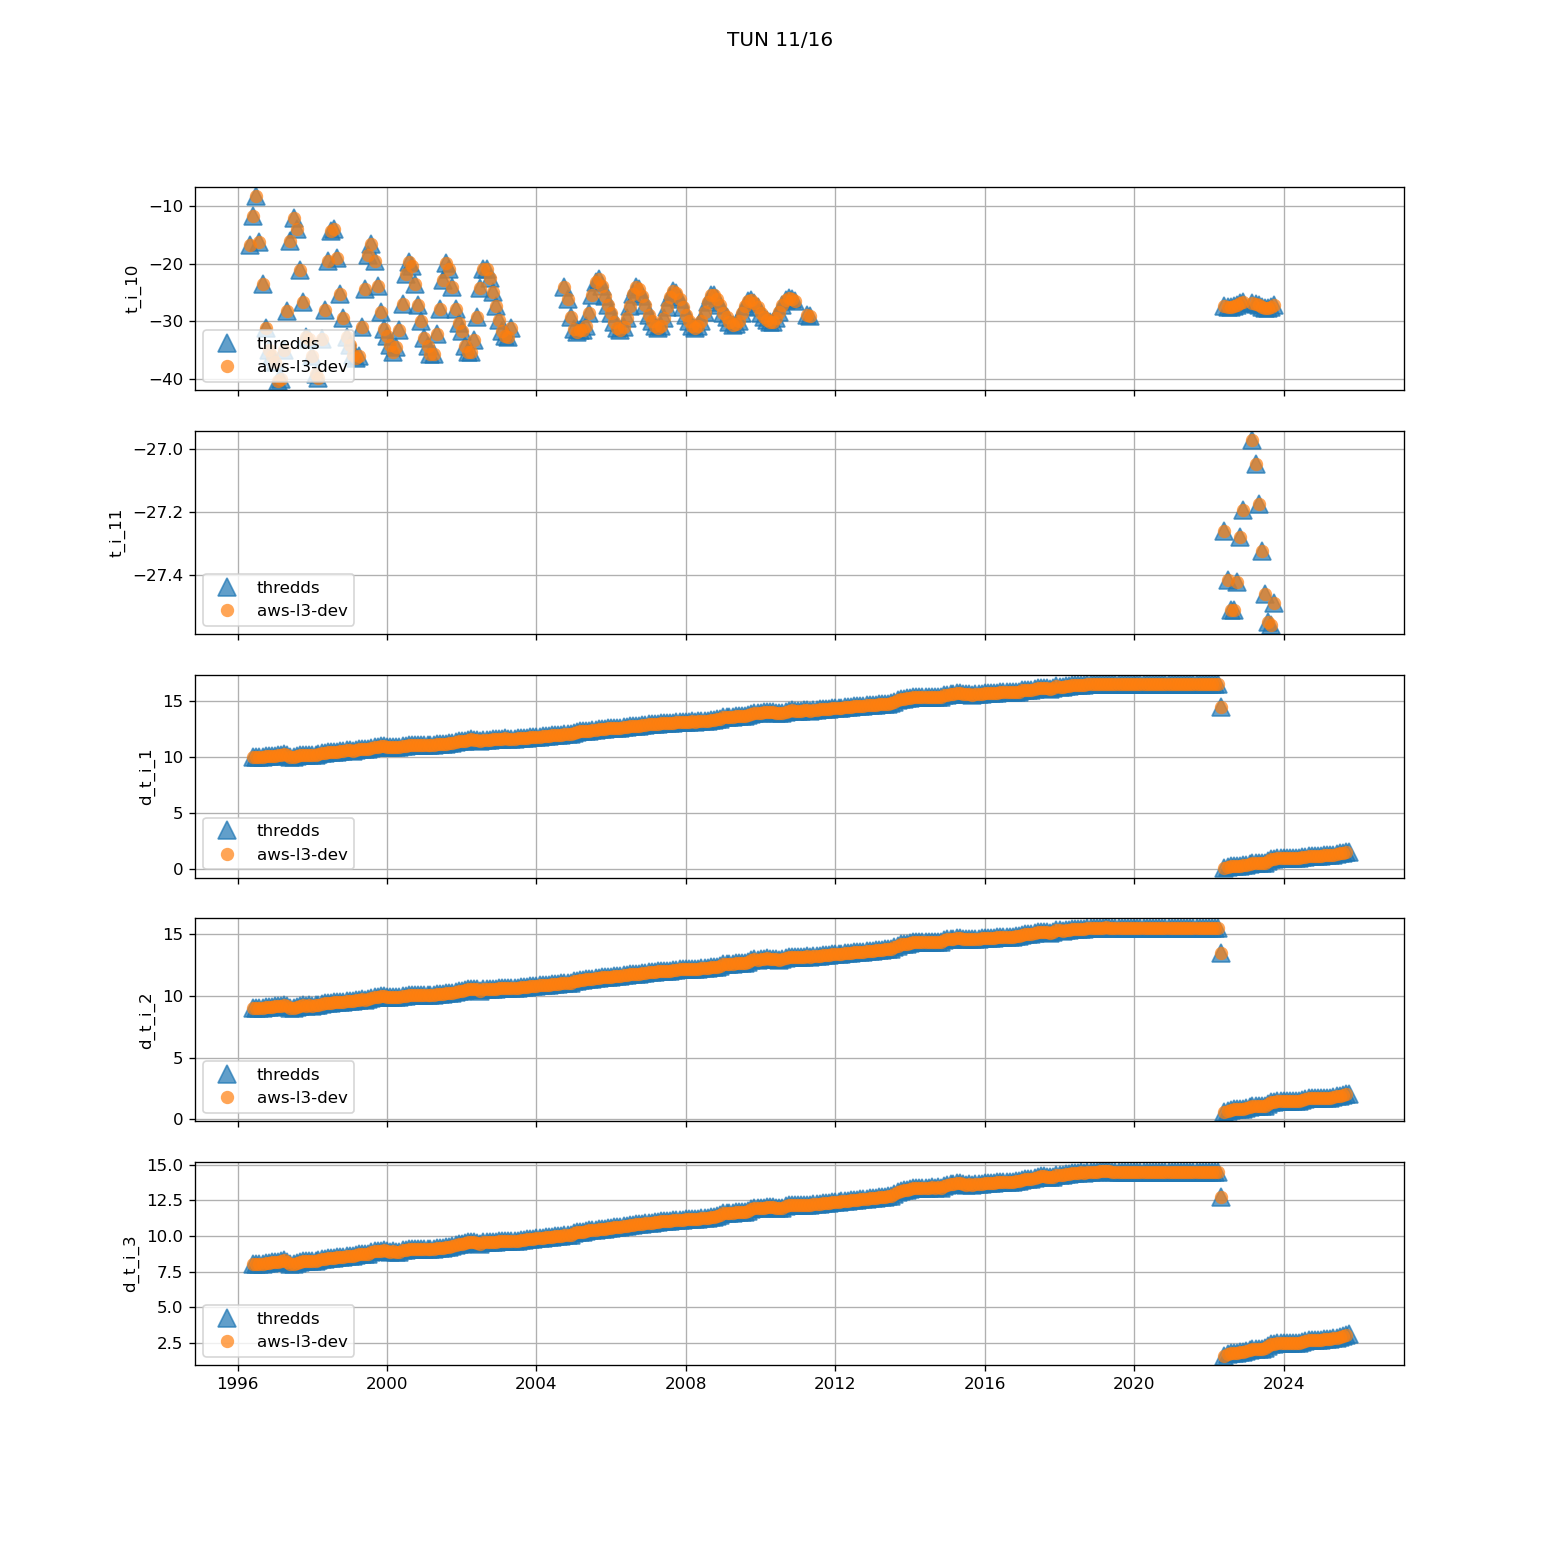 TUN 11/16
−10
−20
−30
−40
t_i_10
thredds
aws-l3-dev
−27.0
−27.2
−27.4
t_i_11
thredds
aws-l3-dev
15
10
5
0
d_t_i_1
thredds
aws-l3-dev
15
10
5
0
d_t_i_2
thredds
aws-l3-dev
15.0
12.5
10.0
7.5
5.0
2.5
d_t_i_3
thredds
aws-l3-dev
1996 2000 2004 2008 2012 2016 2020 2024